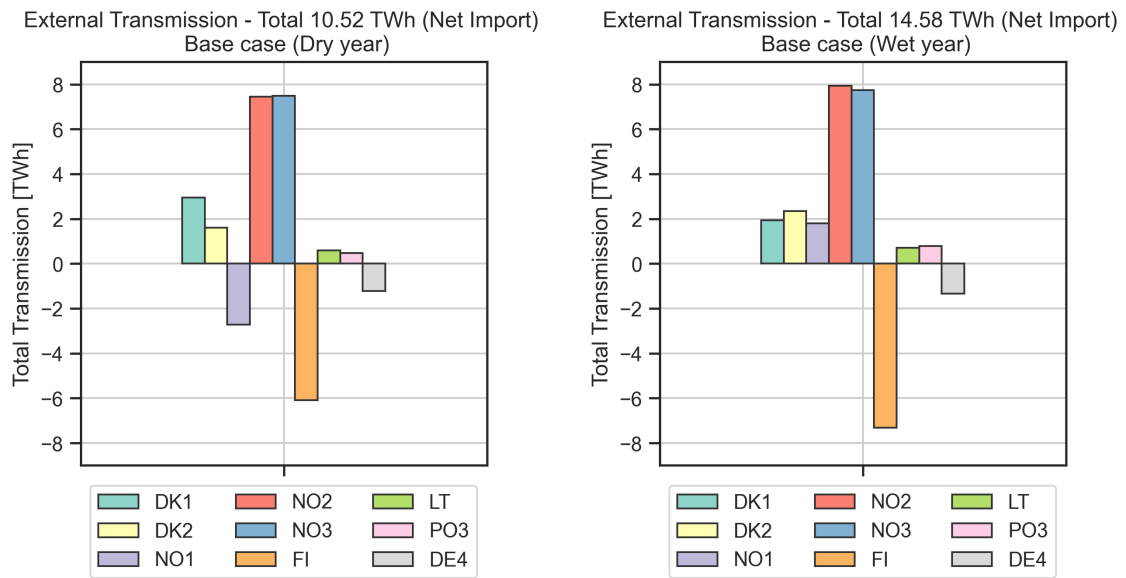 External Transmission - Total 10.52 TWh (Net Import)
Base case (Dry year)
Total Transmission [TWh]
8
6
4
2
0
−2
−4
−6
−8
DK1
DK2
NO1
NO2
NO3
FI
LT
PO3
DE4
External Transmission - Total 14.58 TWh (Net Import)
Base case (Wet year)
Total Transmission [TWh]
8
6
4
2
0
−2
−4
−6
−8
DK1
DK2
NO1
NO2
NO3
FI
LT
PO3
DE4